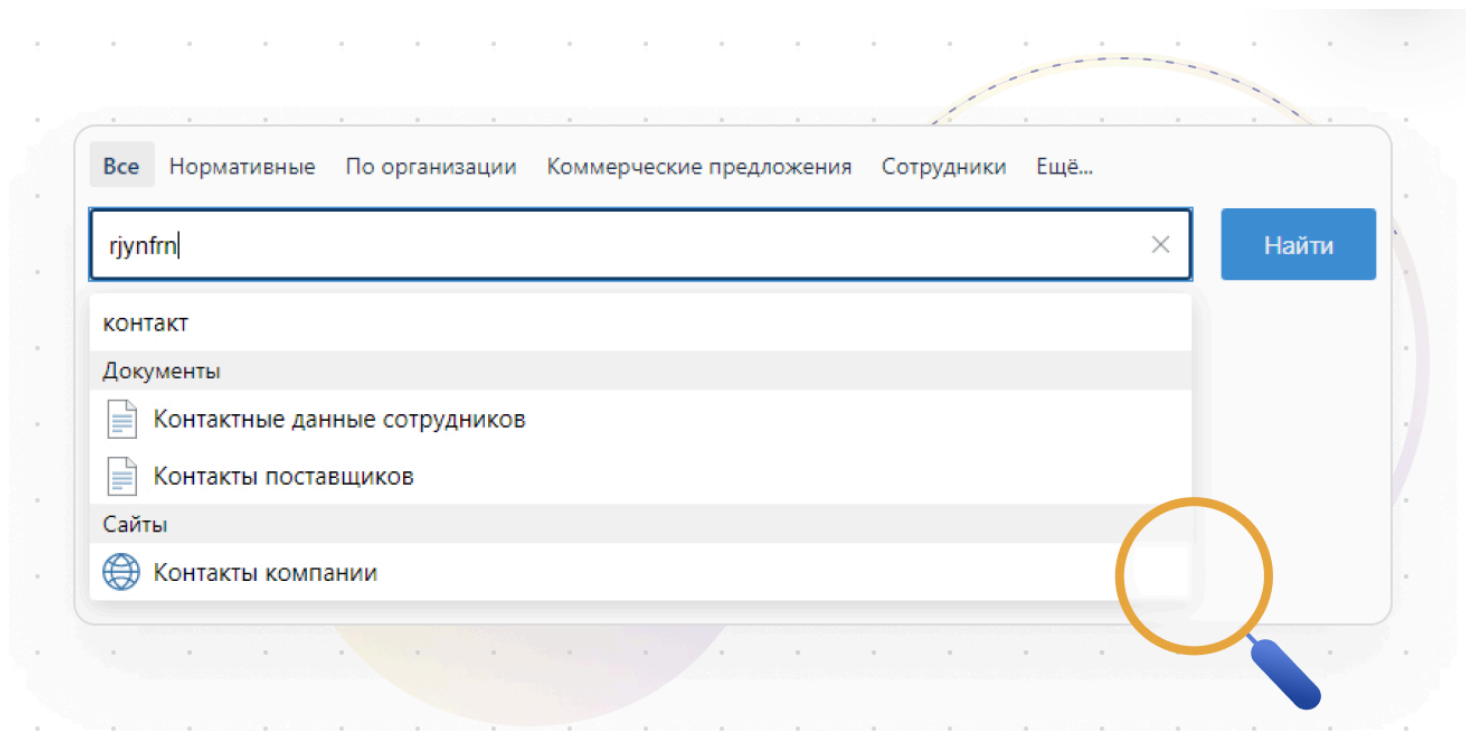 Все Нормативные По организации Коммерческие предложения Сотрудники Ещё...
rjynfrn Найти
контакт
Документы
Контактные данные сотрудников
Контакты поставщиков
Сайты
Контакты компании